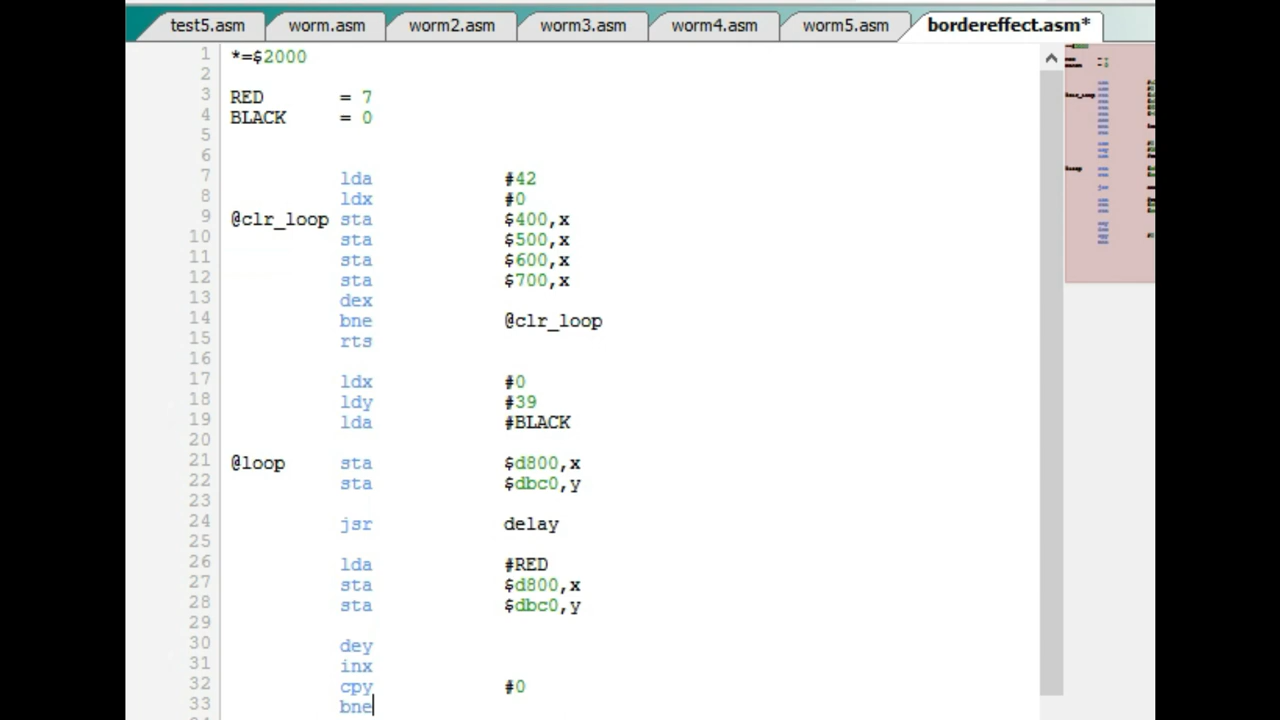 test5.asm worm.asm worm2.asm worm3.asm worm4.asm worm5.asm bordereffect.asm*
1 *=$2000
2
3 RED = 7
4 BLACK = 0
5
6
7 lda #42
8 ldx #0
9 @clr_loop sta $400,x
10 sta $500,x
11 sta $600,x
12 sta $700,x
13 dex
14 bne @clr_loop
15 rts
16
17 ldx #0
18 ldy #39
19 lda #BLACK
20
21 @loop sta $d800,x
22 sta $dbc0,y
23
24 jsr delay
25
26 lda #RED
27 sta $d800,x
28 sta $dbc0,y
29
30 dey
31 inx
32 cpy #0
33 bne